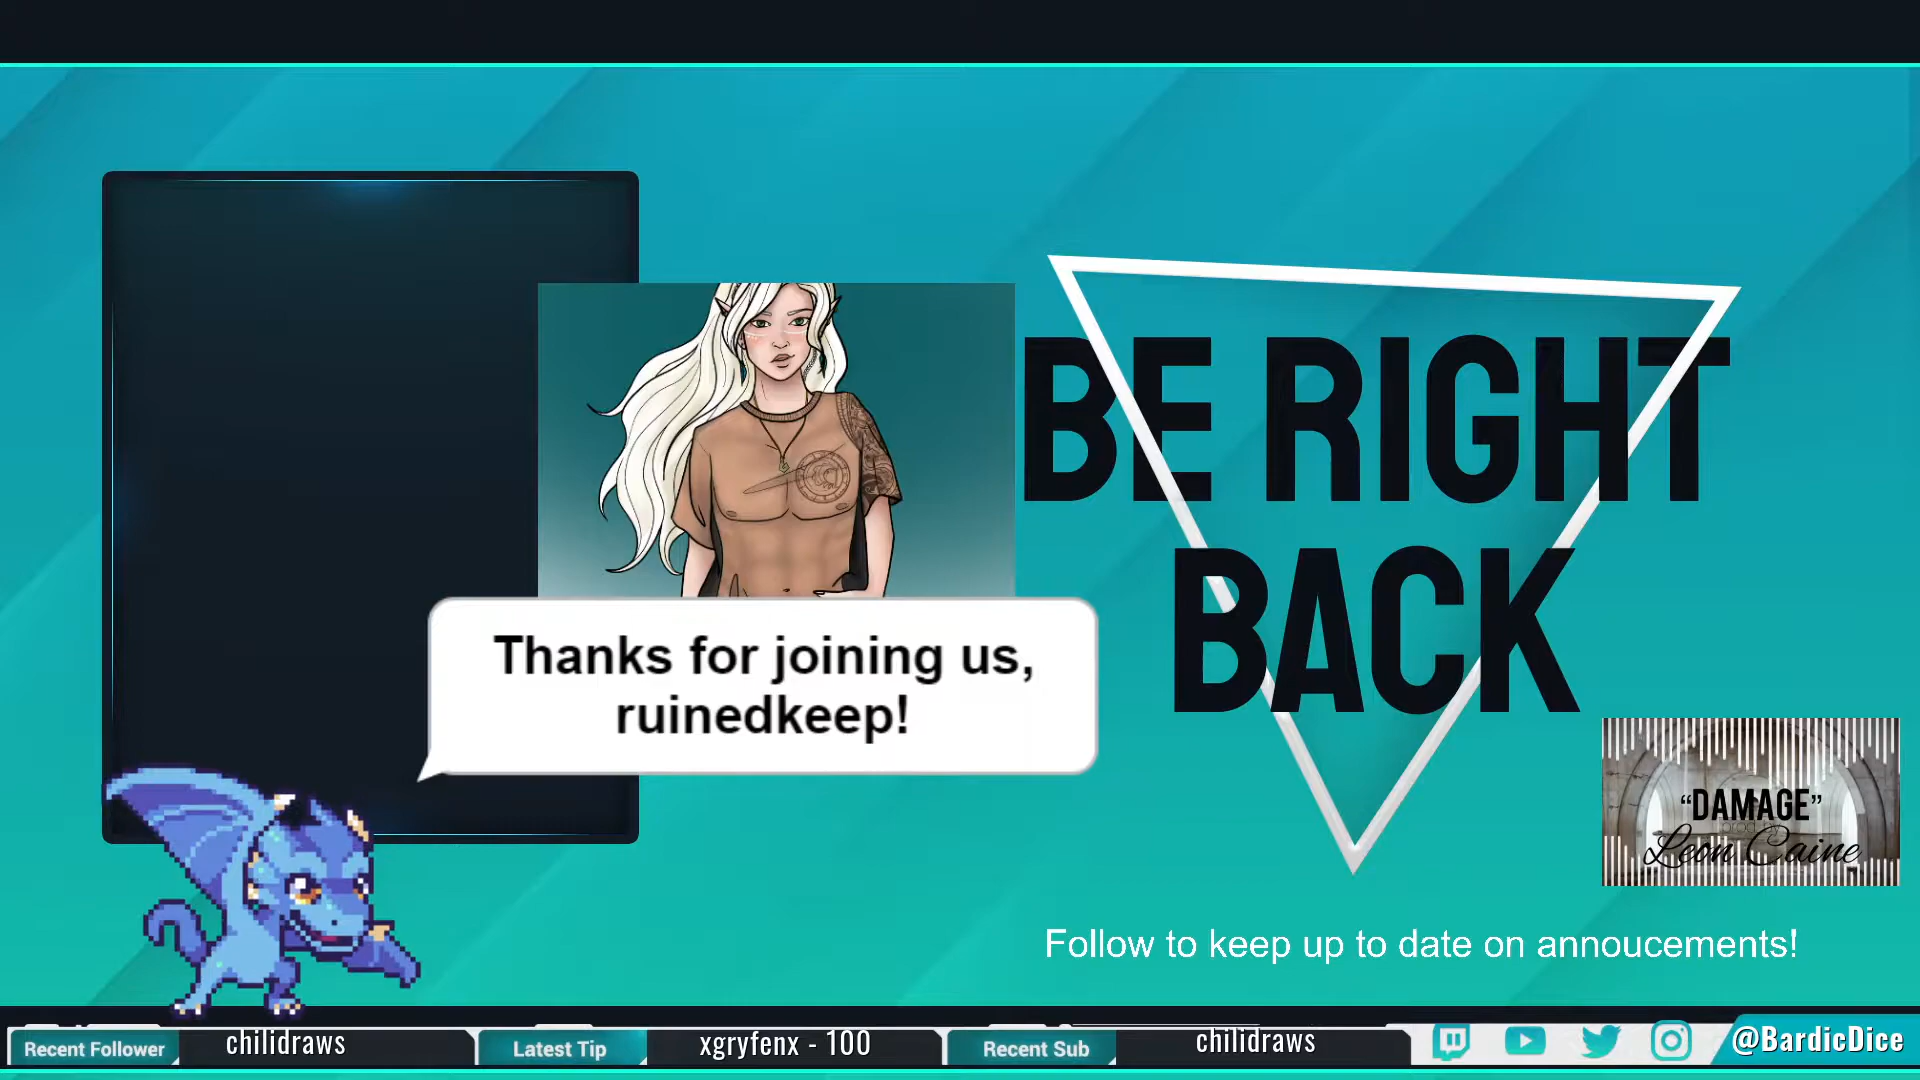 BE RIGHT
BACK
Thanks for joining us,
ruinedkeep!
“DAMAGE”
Leon Caine
Follow to keep up to date on annoucements!
Recent Follower
chilidraws
Latest Tip
xgryfenx - 100
Recent Sub
chilidraws
@BardicDice